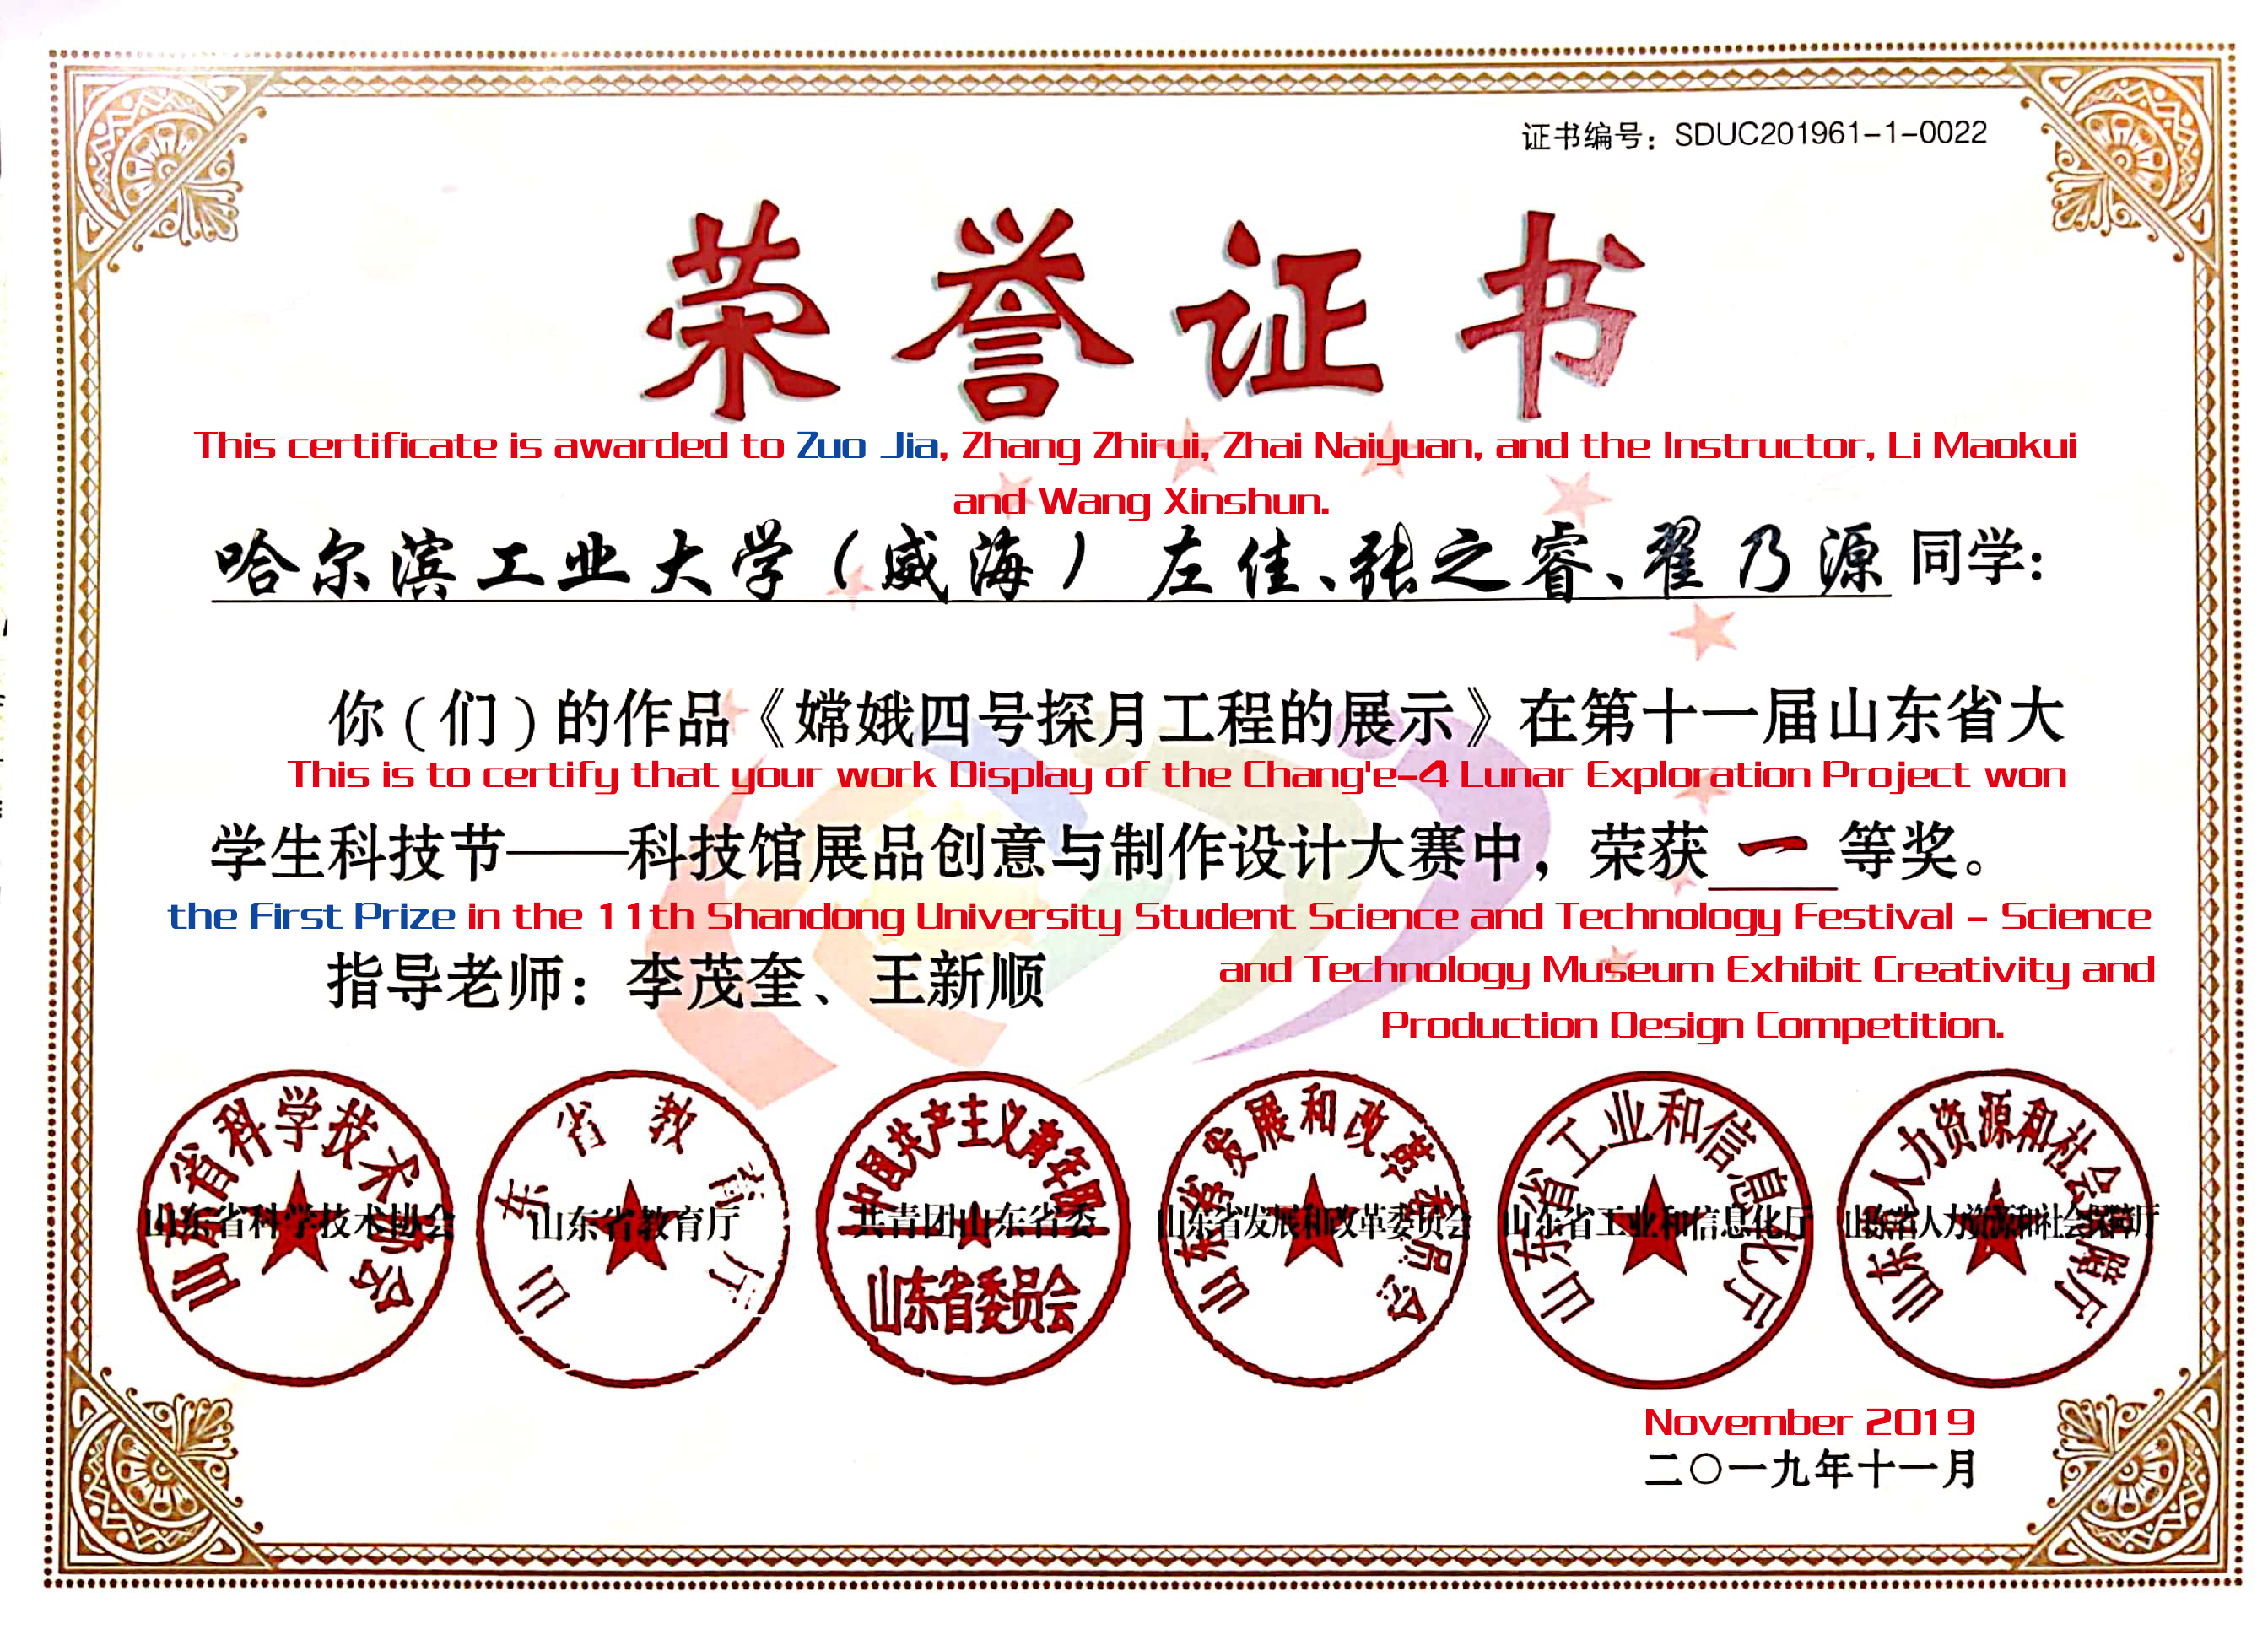 证书编号：SDUC201961-1-0022
荣誉证书
This certificate is awarded to Zuo Jia, Zhang Zhirui, Zhai Naiyuan, and the Instructor, Li Maokui
and Wang Xinshun.
哈尔滨工业大学（威海）左佳、张之睿、翟乃源同学：
你(们)的作品《嫦娥四号探月工程的展示》在第十一届山东省大
This is to certify that your work Display of the Chang'e-4 Lunar Exploration Project won
学生科技节——科技馆展品创意与制作设计大赛中，荣获一等奖。
the First Prize in the 11th Shandong University Student Science and Technology Festival - Science
指导老师：李茂奎、王新顺
and Technology Museum Exhibit Creativity and
Production Design Competition.
山东省科学技术协会
山东省科学技术协会
山东省教育厅
山东省教育厅
中国共产主义青年团
共青团山东省委
山东省委员会
山东省发展和改革委员会
山东省发展和改革委员会
山东省工业和信息化厅
山东省工业和信息化厅
山东省人力资源和社会保障厅
山东省人力资源和社会保障厅
November 2019
二〇一九年十一月